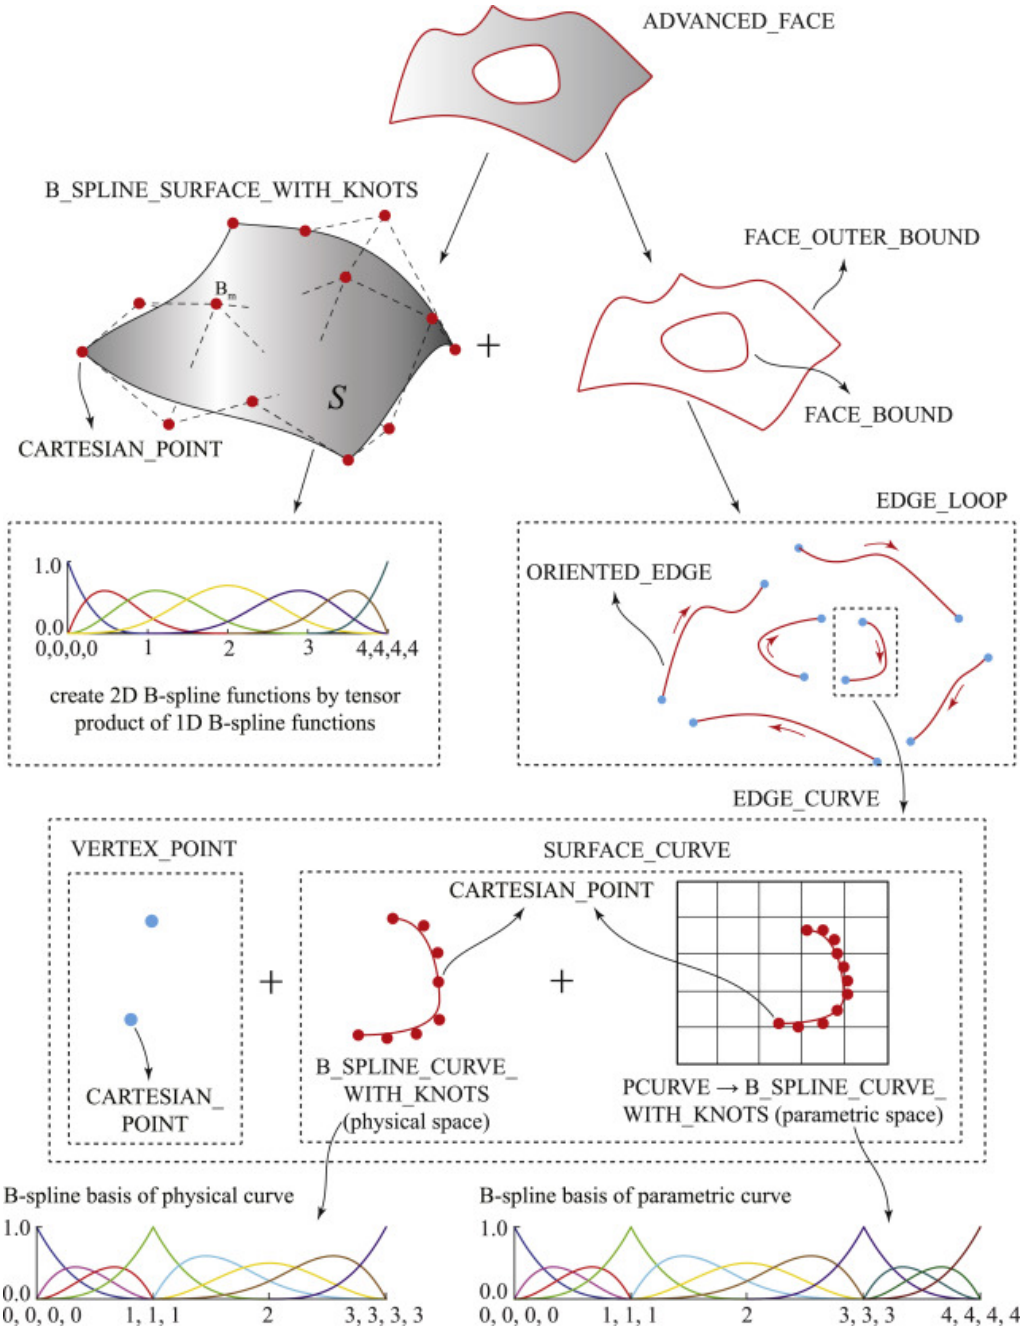 ADVANCED_FACE
B_SPLINE_SURFACE_WITH_KNOTS
FACE_OUTER_BOUND
Bm
+
S
FACE_BOUND
CARTESIAN_POINT
EDGE_LOOP
1.0
0.0
0,0,0,0 1 2 3 4,4,4,4
create 2D B-spline functions by tensor
product of 1D B-spline functions
ORIENTED_EDGE
EDGE_CURVE
VERTEX_POINT
SURFACE_CURVE
CARTESIAN_POINT
+
+
CARTESIAN_
POINT
B_SPLINE_CURVE_
WITH_KNOTS
(physical space)
PCURVE → B_SPLINE_CURVE_
WITH_KNOTS (parametric space)
B-spline basis of physical curve
1.0
0.0
0, 0, 0, 0 1, 1, 1 2 3, 3, 3, 3
B-spline basis of parametric curve
1.0
0.0
0, 0, 0, 0 1, 1, 1 2 3, 3, 3 4, 4, 4, 4